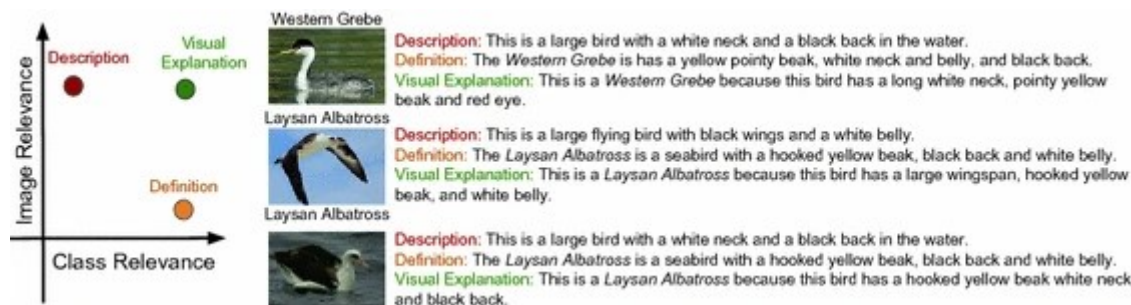 Image Relevance
Description
Visual
Explanation
Definition
Class Relevance
Western Grebe
Description: This is a large bird with a white neck and a black back in the water.
Definition: The Western Grebe is has a yellow pointy beak, white neck and belly, and black back.
Visual Explanation: This is a Western Grebe because this bird has a long white neck, pointy yellow
beak and red eye.
Laysan Albatross
Description: This is a large flying bird with black wings and a white belly.
Definition: The Laysan Albatross is a seabird with a hooked yellow beak, black back and white belly.
Visual Explanation: This is a Laysan Albatross because this bird has a large wingspan, hooked yellow
beak, and white belly.
Laysan Albatross
Description: This is a large bird with a white neck and a black back in the water.
Definition: The Laysan Albatross is a seabird with a hooked yellow beak, black back and white belly.
Visual Explanation: This is a Laysan Albatross because this bird has a hooked yellow beak white neck
and black back.